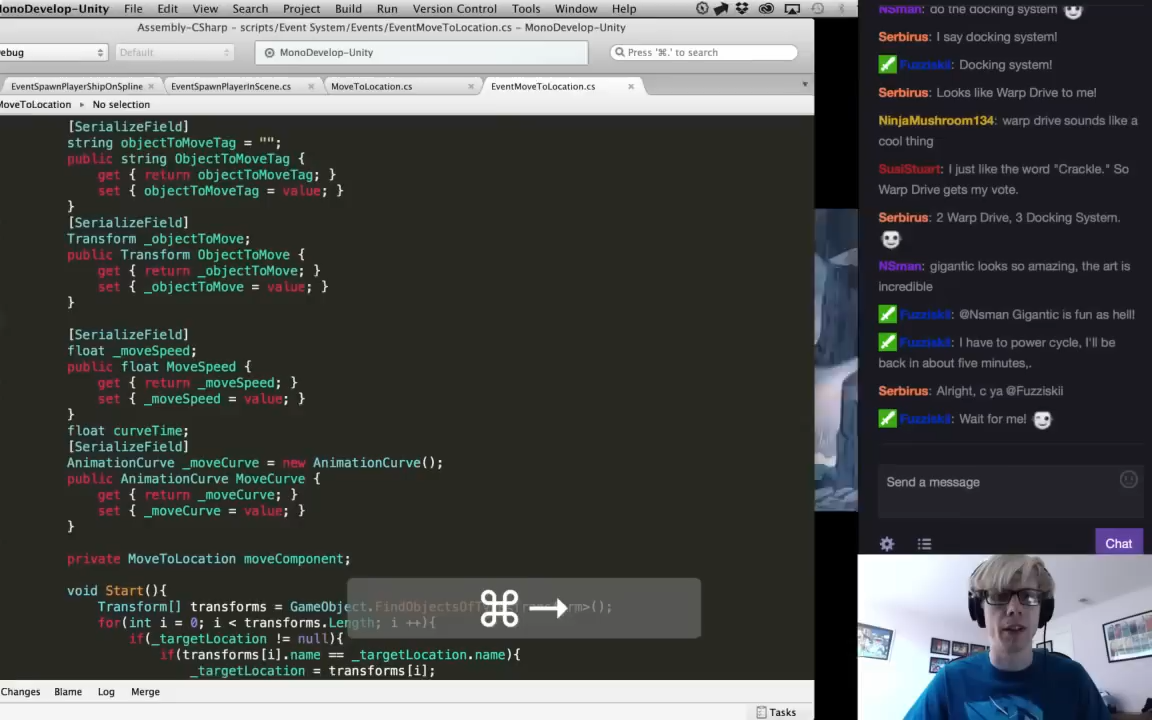 MonoDevelop-Unity File Edit View Search Project Build Run Version Control Tools Window Help
Assembly-CSharp - scripts/Event System/Events/EventMoveToLocation.cs - MonoDevelop-Unity
Debug Default MonoDevelop-Unity Press '⌘.' to search
EventSpawnPlayerShipOnSpline EventSpawnPlayerInScene.cs MoveToLocation.cs EventMoveToLocation.cs
MoveToLocation No selection
[SerializeField]
string objectToMoveTag = "";
public string ObjectToMoveTag {
get { return objectToMoveTag; }
set { objectToMoveTag = value; }
}
[SerializeField]
Transform _objectToMove;
public Transform ObjectToMove {
get { return _objectToMove; }
set { _objectToMove = value; }
}
[SerializeField]
float _moveSpeed;
public float MoveSpeed {
get { return _moveSpeed; }
set { _moveSpeed = value; }
}
float curveTime;
[SerializeField]
AnimationCurve _moveCurve = new AnimationCurve();
public AnimationCurve MoveCurve {
get { return _moveCurve; }
set { _moveCurve = value; }
}
private MoveToLocation moveComponent;
void Start(){
Transform[] transforms = GameObject.FindObjectsOfType<Transform>();
for(int i = 0; i < transforms.Length; i ++){
if(_targetLocation != null){
if(transforms[i].name == _targetLocation.name){
_targetLocation = transforms[i];
⌘→
Changes Blame Log Merge
Tasks
NSman: do the docking system
Serbirus: I say docking system!
Fuzziskii: Docking system!
Serbirus: Looks like Warp Drive to me!
NinjaMushroom134: warp drive sounds like a
cool thing
SusiStuart: I just like the word "Crackle." So
Warp Drive gets my vote.
Serbirus: 2 Warp Drive, 3 Docking System.
NSman: gigantic looks so amazing, the art is
incredible
Fuzziskii: @Nsman Gigantic is fun as hell!
Fuzziskii: I have to power cycle, I'll be
back in about five minutes,.
Serbirus: Alright, c ya @Fuzziskii
Fuzziskii: Wait for me!
Send a message
Chat